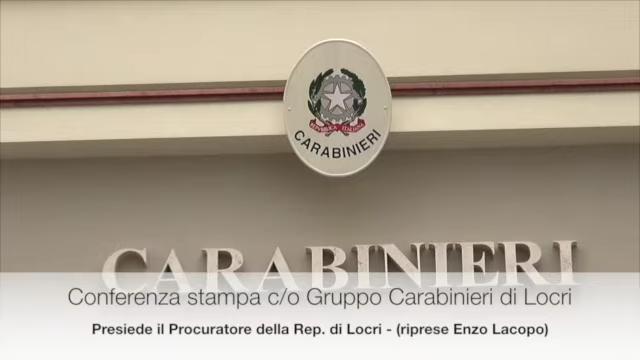 REPVBBLICA ITALIANA
CARABINIERI
CARABINIERI
Conferenza stampa c/o Gruppo Carabinieri di Locri
Presiede il Procuratore della Rep. di Locri - (riprese Enzo Lacopo)